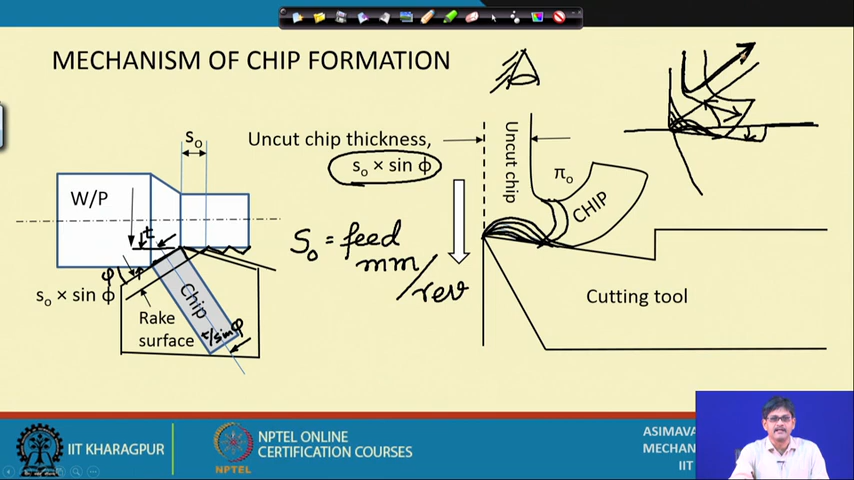 MECHANISM OF CHIP FORMATION
s₀
Uncut chip thickness,
s₀ × sin ϕ
Uncut chip
π₀
CHIP
W/P
t
S₀ = feed
mm
/rev
φ
s₀ × sin ϕ
Rake
surface
Chip
t/sinφ
Cutting tool
IIT KHARAGPUR
NPTEL
NPTEL ONLINE
CERTIFICATION COURSES
ASIMAVA
MECHAN
IIT